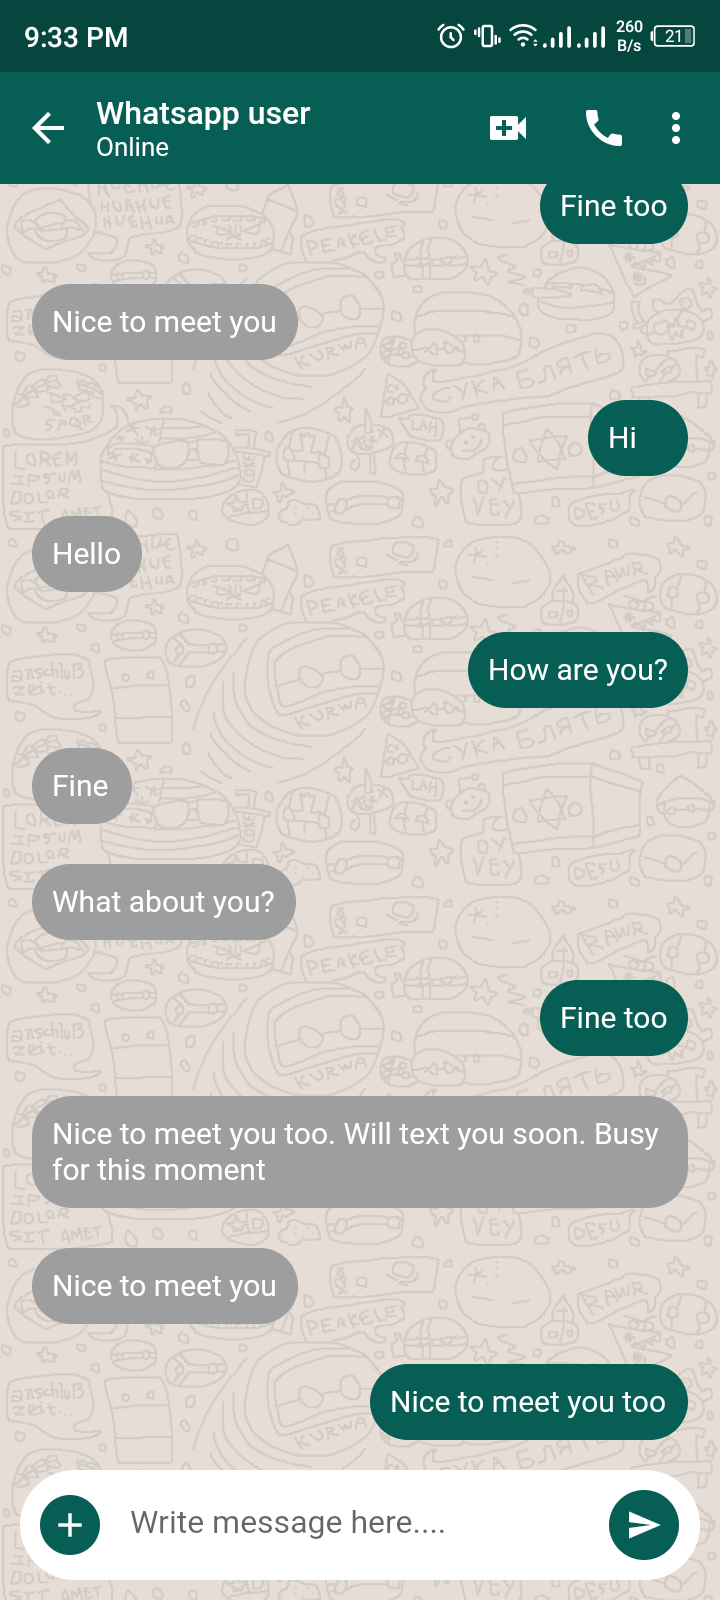 9:33 PM
260
B/s
21
Whatsapp user
Online
Fine too
Nice to meet you
Hi
Hello
How are you?
Fine
What about you?
Fine too
Nice to meet you too. Will text you soon. Busy
for this moment
Nice to meet you
Nice to meet you too
Write message here....